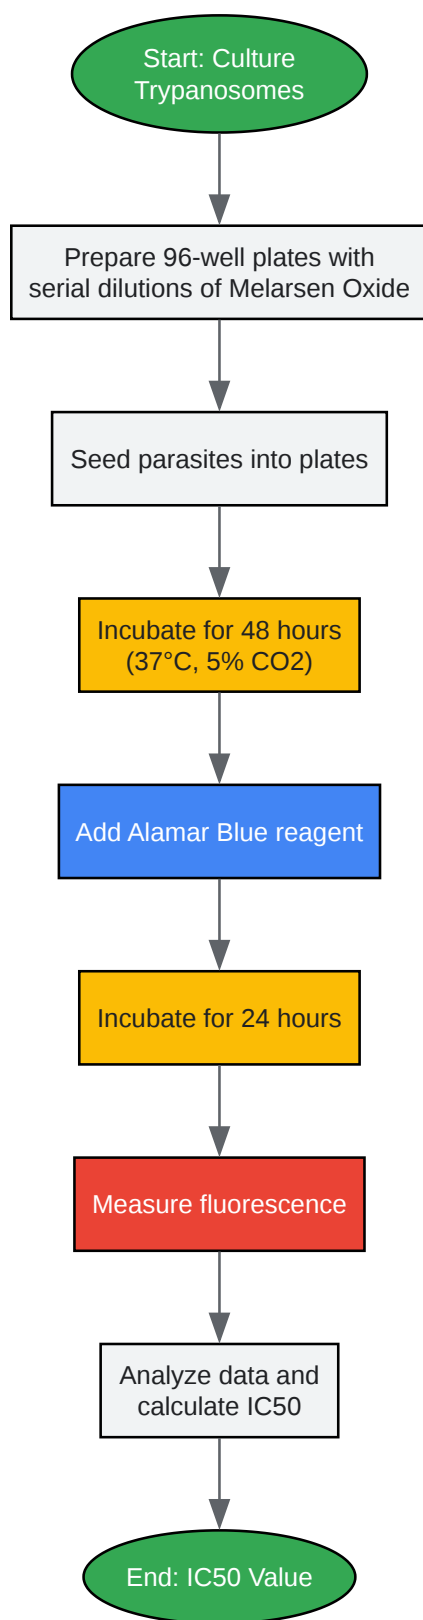 Start: Culture
Trypanosomes
Prepare 96-well plates with
serial dilutions of Melarsen Oxide
Seed parasites into plates
Incubate for 48 hours
(37°C, 5% CO2)
Add Alamar Blue reagent
Incubate for 24 hours
Measure fluorescence
Analyze data and
calculate IC50
End: IC50 Value